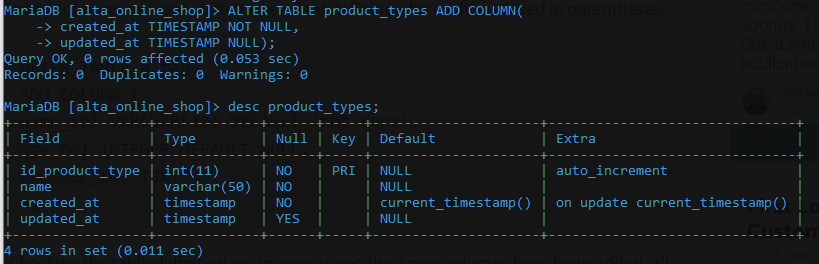 MariaDB [alta_online_shop]> ALTER TABLE product_types ADD COLUMN(
    -> created_at TIMESTAMP NOT NULL,
    -> updated_at TIMESTAMP NULL);
Query OK, 0 rows affected (0.053 sec)
Records: 0  Duplicates: 0  Warnings: 0
MariaDB [alta_online_shop]> desc product_types;
+-----------------+-------------+------+-----+---------------------+-------------------------------+
| Field           | Type        | Null | Key | Default             | Extra                         |
+-----------------+-------------+------+-----+---------------------+-------------------------------+
| id_product_type | int(11)     | NO   | PRI | NULL                | auto_increment                |
| name            | varchar(50) | NO   |     | NULL                |                               |
| created_at      | timestamp   | NO   |     | current_timestamp() | on update current_timestamp() |
| updated_at      | timestamp   | YES  |     | NULL                |                               |
+-----------------+-------------+------+-----+---------------------+-------------------------------+
4 rows in set (0.011 sec)